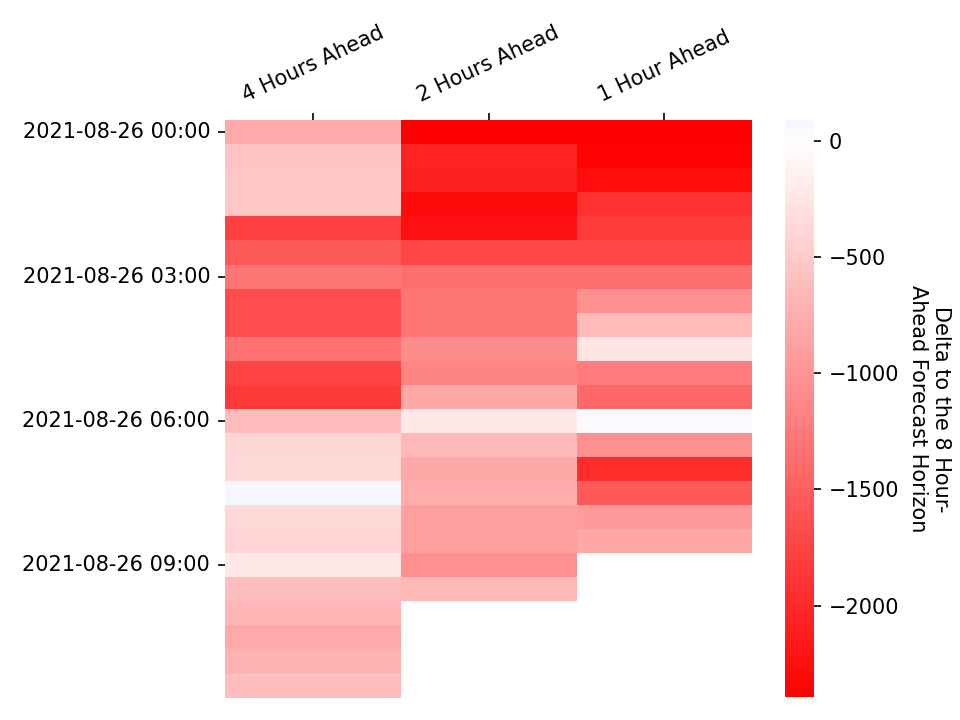 4 Hours Ahead
2 Hours Ahead
1 Hour Ahead
2021-08-26 00:00
2021-08-26 03:00
2021-08-26 06:00
2021-08-26 09:00
0
−500
−1000
−1500
−2000
Delta to the 8 Hour-
Ahead Forecast Horizon